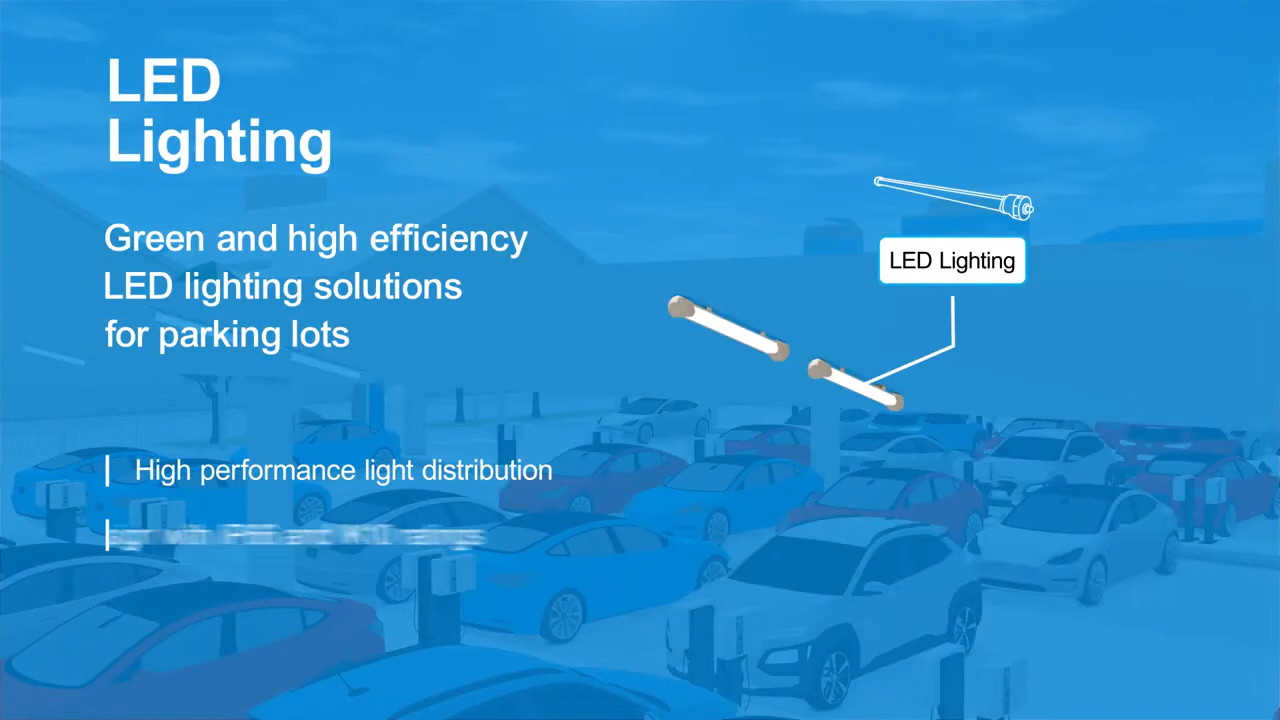 LED
Lighting
Green and high efficiency
LED lighting solutions
for parking lots
LED Lighting
High performance light distribution